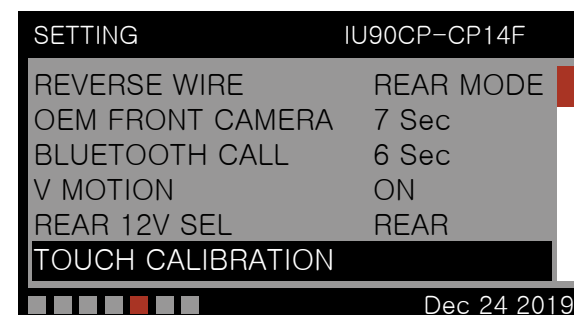 SETTING IU90CP-CP14F
REVERSE WIRE REAR MODE
OEM FRONT CAMERA 7 Sec
BLUETOOTH CALL 6 Sec
V MOTION ON
REAR 12V SEL REAR
TOUCH CALIBRATION
Dec 24 2019